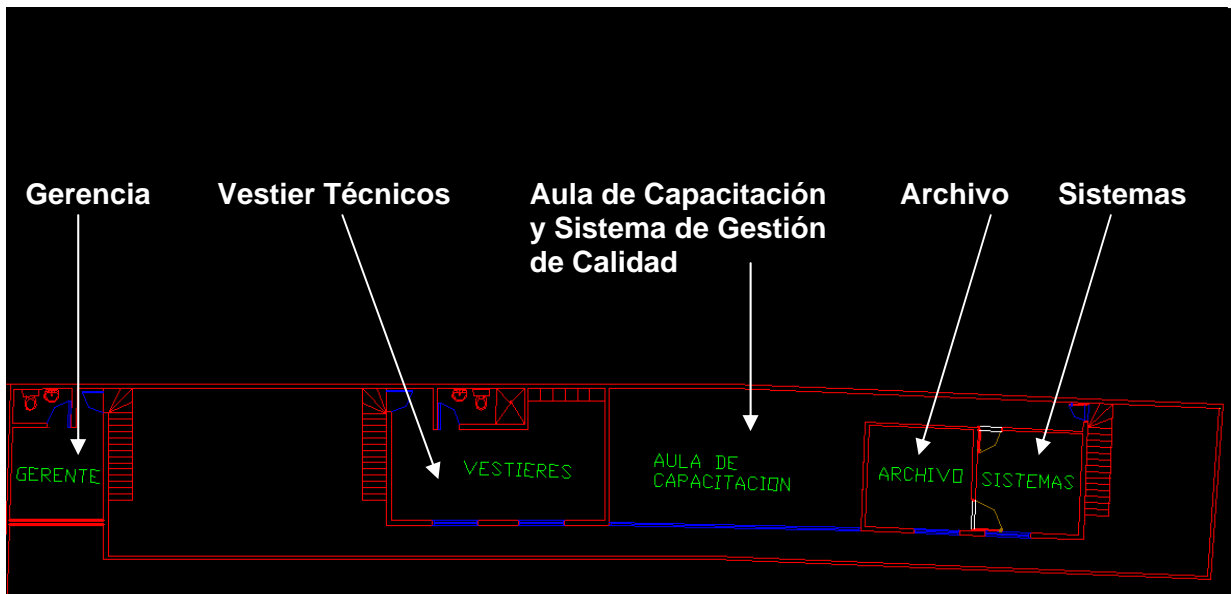 Gerencia
Vestier Técnicos
Aula de Capacitación
y Sistema de Gestión
de Calidad
Archivo
Sistemas
GERENTE
VESTIERES
AULA DE
CAPACITACION
ARCHIVO
SISTEMAS